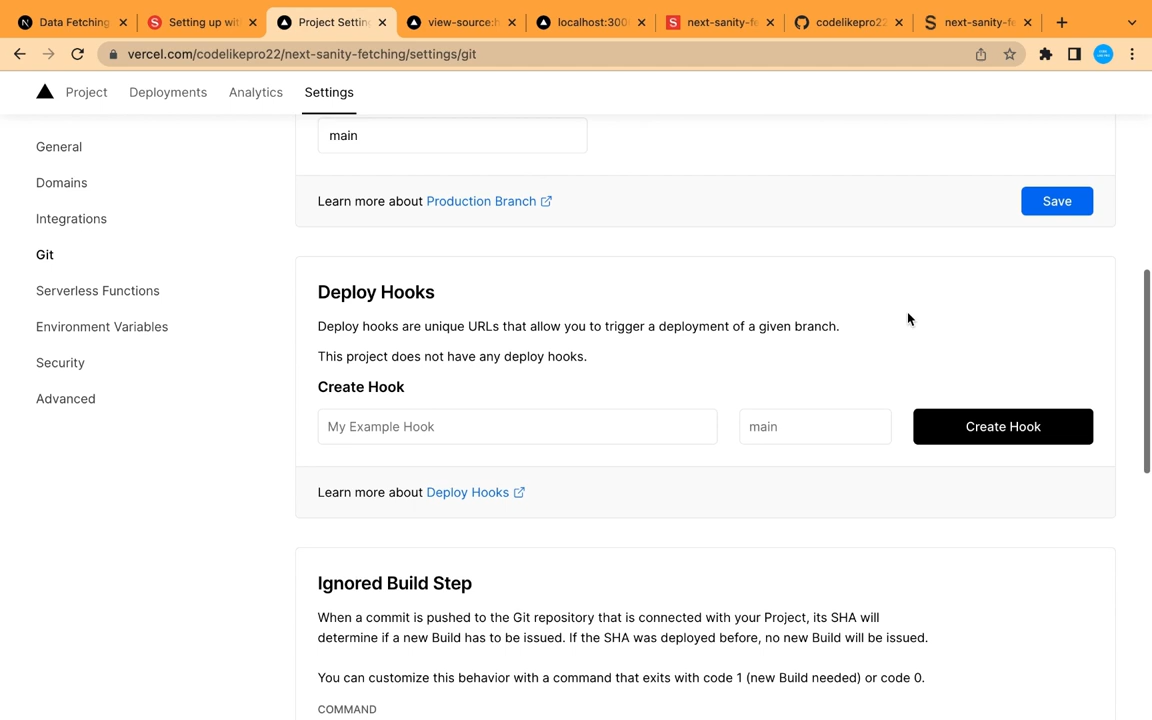 Data Fetching
Setting up wit
Project Settin
view-source:h
localhost:300
next-sanity-fe
codelikepro22
next-sanity-fe
vercel.com/codelikepro22/next-sanity-fetching/settings/git
Project
Deployments
Analytics
Settings
General
Domains
Integrations
Git
Serverless Functions
Environment Variables
Security
Advanced
main
Learn more about Production Branch
Save
Deploy Hooks
Deploy hooks are unique URLs that allow you to trigger a deployment of a given branch.
This project does not have any deploy hooks.
Create Hook
My Example Hook
main
Create Hook
Learn more about Deploy Hooks
Ignored Build Step
When a commit is pushed to the Git repository that is connected with your Project, its SHA will
determine if a new Build has to be issued. If the SHA was deployed before, no new Build will be issued.
You can customize this behavior with a command that exits with code 1 (new Build needed) or code 0.
COMMAND